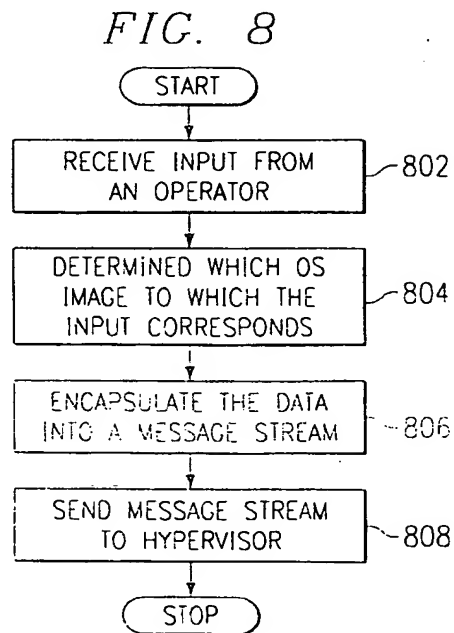 FIG. 8
START
RECEIVE INPUT FROM
AN OPERATOR
802
DETERMINED WHICH OS
IMAGE TO WHICH THE
INPUT CORRESPONDS
804
ENCAPSULATE THE DATA
INTO A MESSAGE STREAM
806
SEND MESSAGE STREAM
TO HYPERVISOR
808
STOP